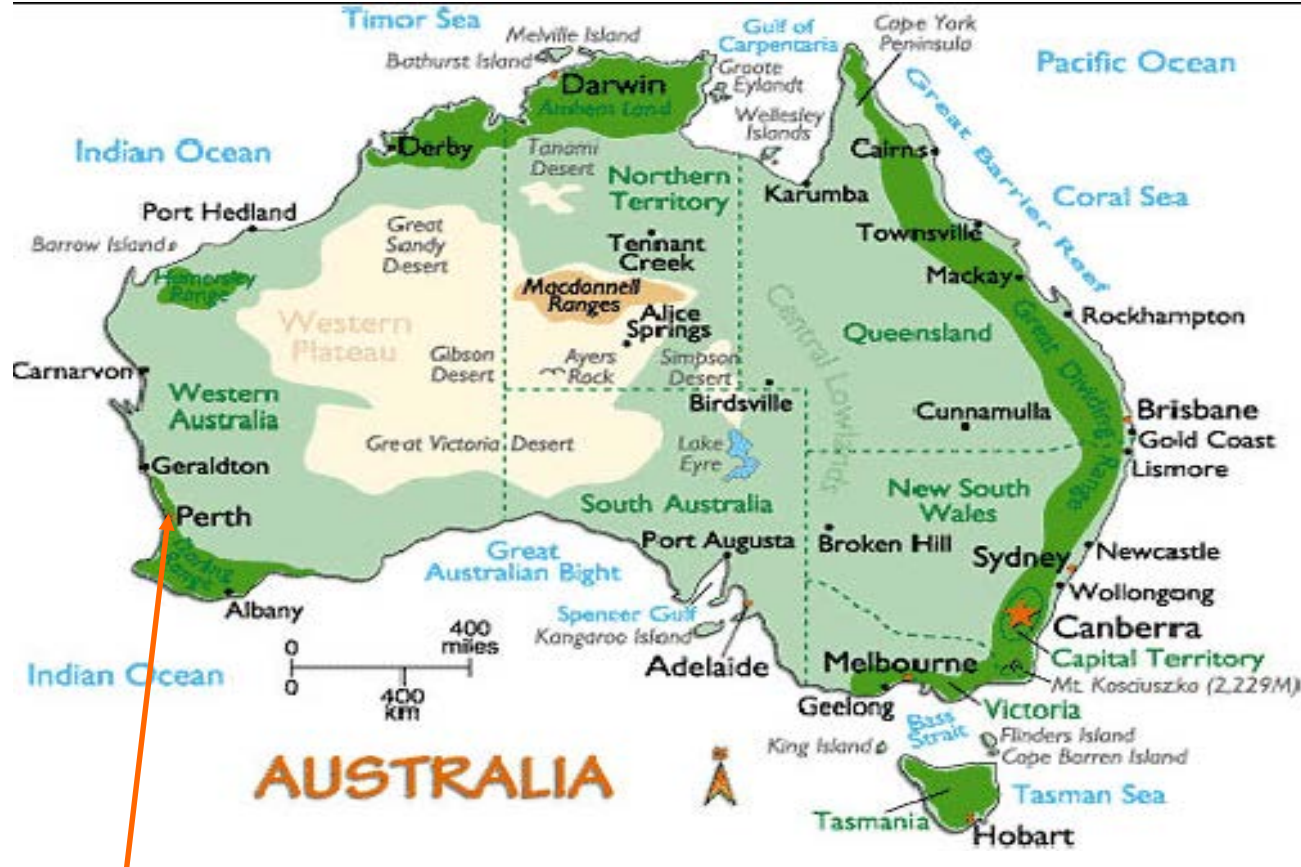 Timor Sea
Melville Island
Bathurst Island
Darwin
Arnhem Land
Gulf of
Carpentaria
Groote
Eylandt
Wellesley
Islands
Cape York
Peninsula
Pacific Ocean
Great Barrier Reef
Coral Sea
Indian Ocean
Derby
Tanami
Desert
Northern
Territory
Karumba
Cairns
Townsville
Mackay
Rockhampton
Port Hedland
Barrow Island
Hamersley
Range
Great
Sandy
Desert
Tennant
Creek
Macdonnell
Ranges
Alice
Springs
Western
Plateau
Gibson
Desert
Ayers
Rock
Simpson
Desert
Central Lowlands
Queensland
Great Dividing Range
Carnarvon
Western
Australia
Birdsville
Cunnamulla
Brisbane
Gold Coast
Lismore
Great Victoria Desert
Lake
Eyre
Geraldton
South Australia
New South
Wales
Perth
Darling
Range
Albany
Great
Australian Bight
Port Augusta
Broken Hill
Sydney
Newcastle
Wollongong
Spencer Gulf
Kangaroo Island
Adelaide
Melbourne
Canberra
Capital Territory
Mt. Kosciuszko (2,229M)
Indian Ocean
0
400
miles
0
400
km
Geelong
Victoria
King Island
Bass
Strait
Flinders Island
Cape Barren Island
AUSTRALIA
N
Tasmania
Tasman Sea
Hobart